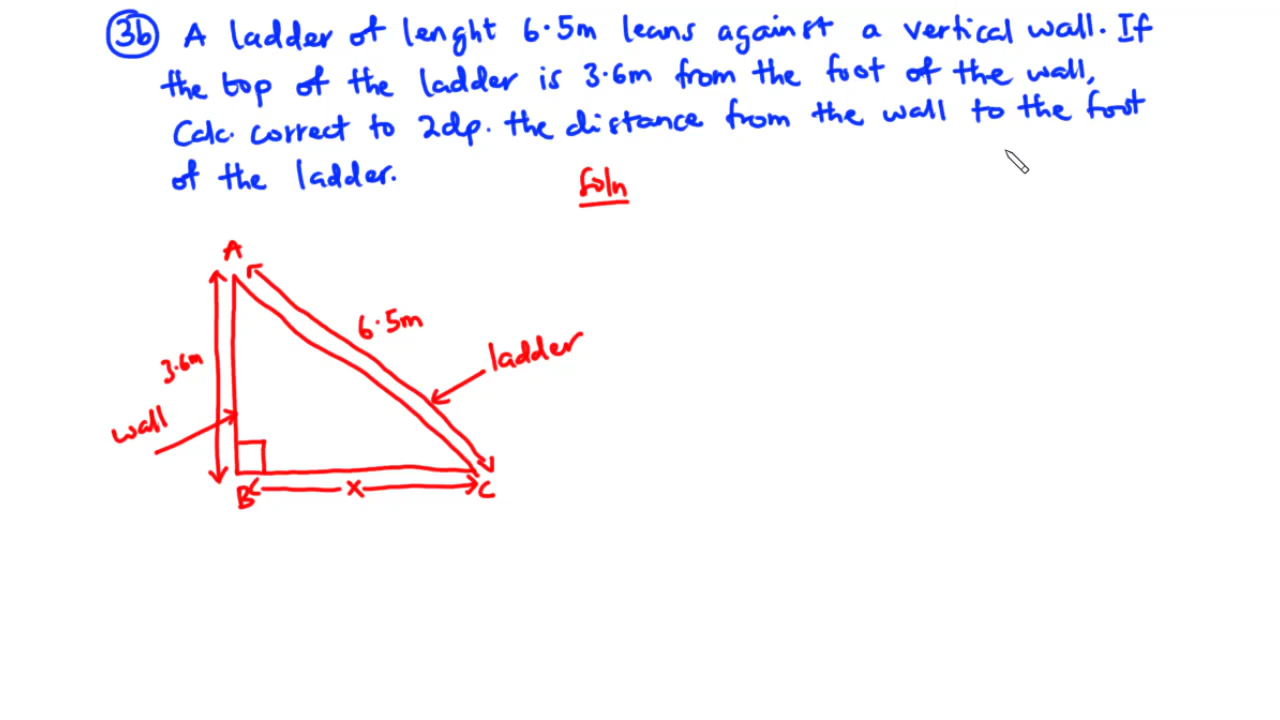 3b A ladder of lenght 6.5m leans against a vertical wall. If
the top of the ladder is 3.6m from the foot of the wall,
Calc. correct to 2dp. the distance from the wall to the foot
of the ladder.
Soln
A
6.5m
ladder
3.6m
wall
B
x
C